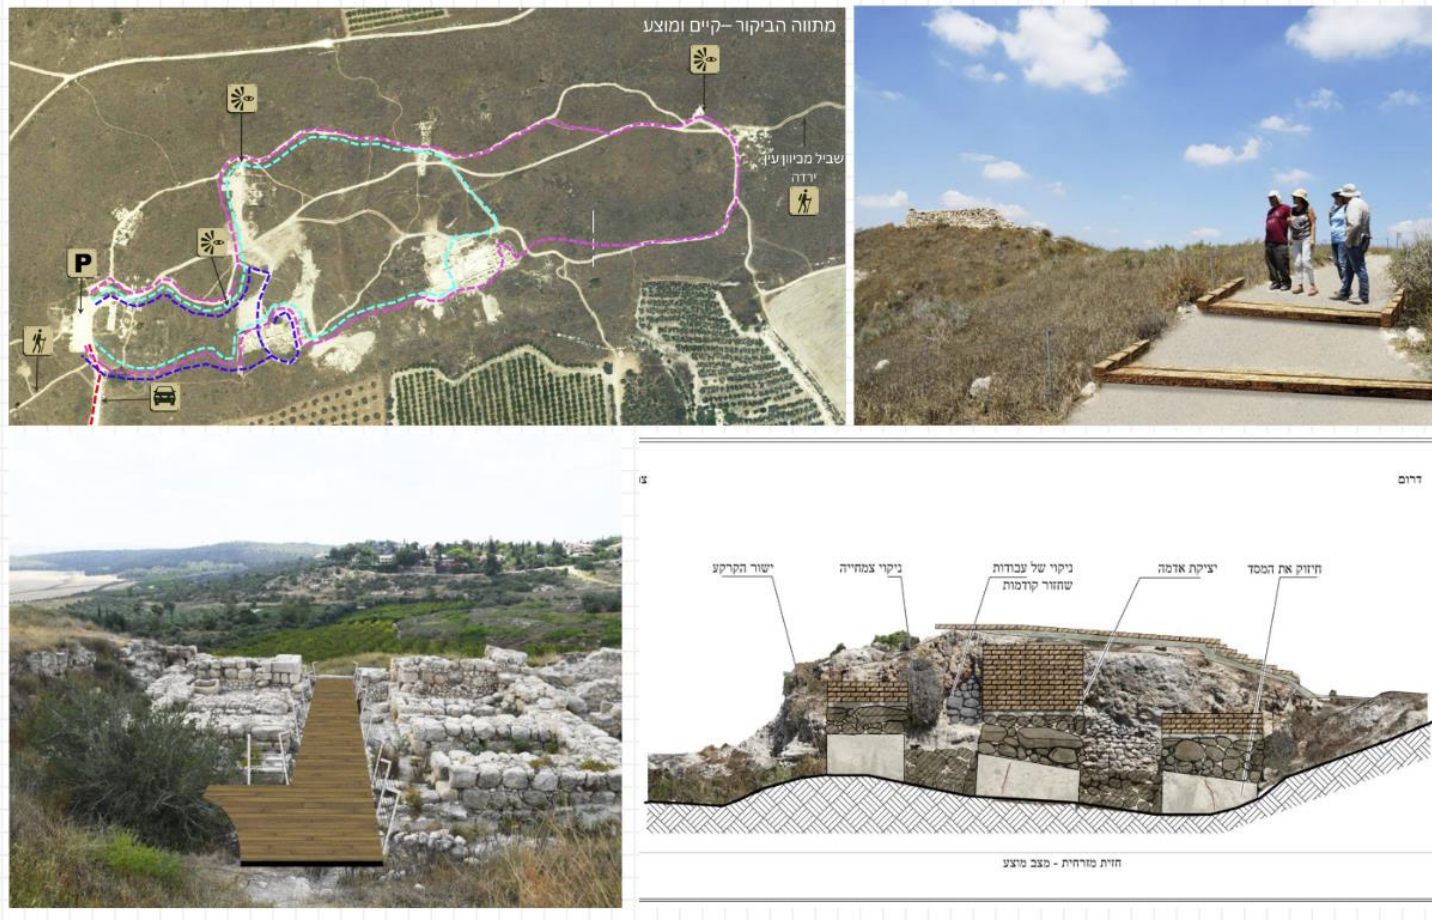 מתווה הביקור – קיים ומוצע
שביל מכיוון עין
ירדה
P
דרום
חיזוק את המסד
יציקת אדמה
ניקוי של עבודות
שחזור קודמות
ניקוי צמחייה
ישור הקרקע
חזית מזרחית - מצב מוצע